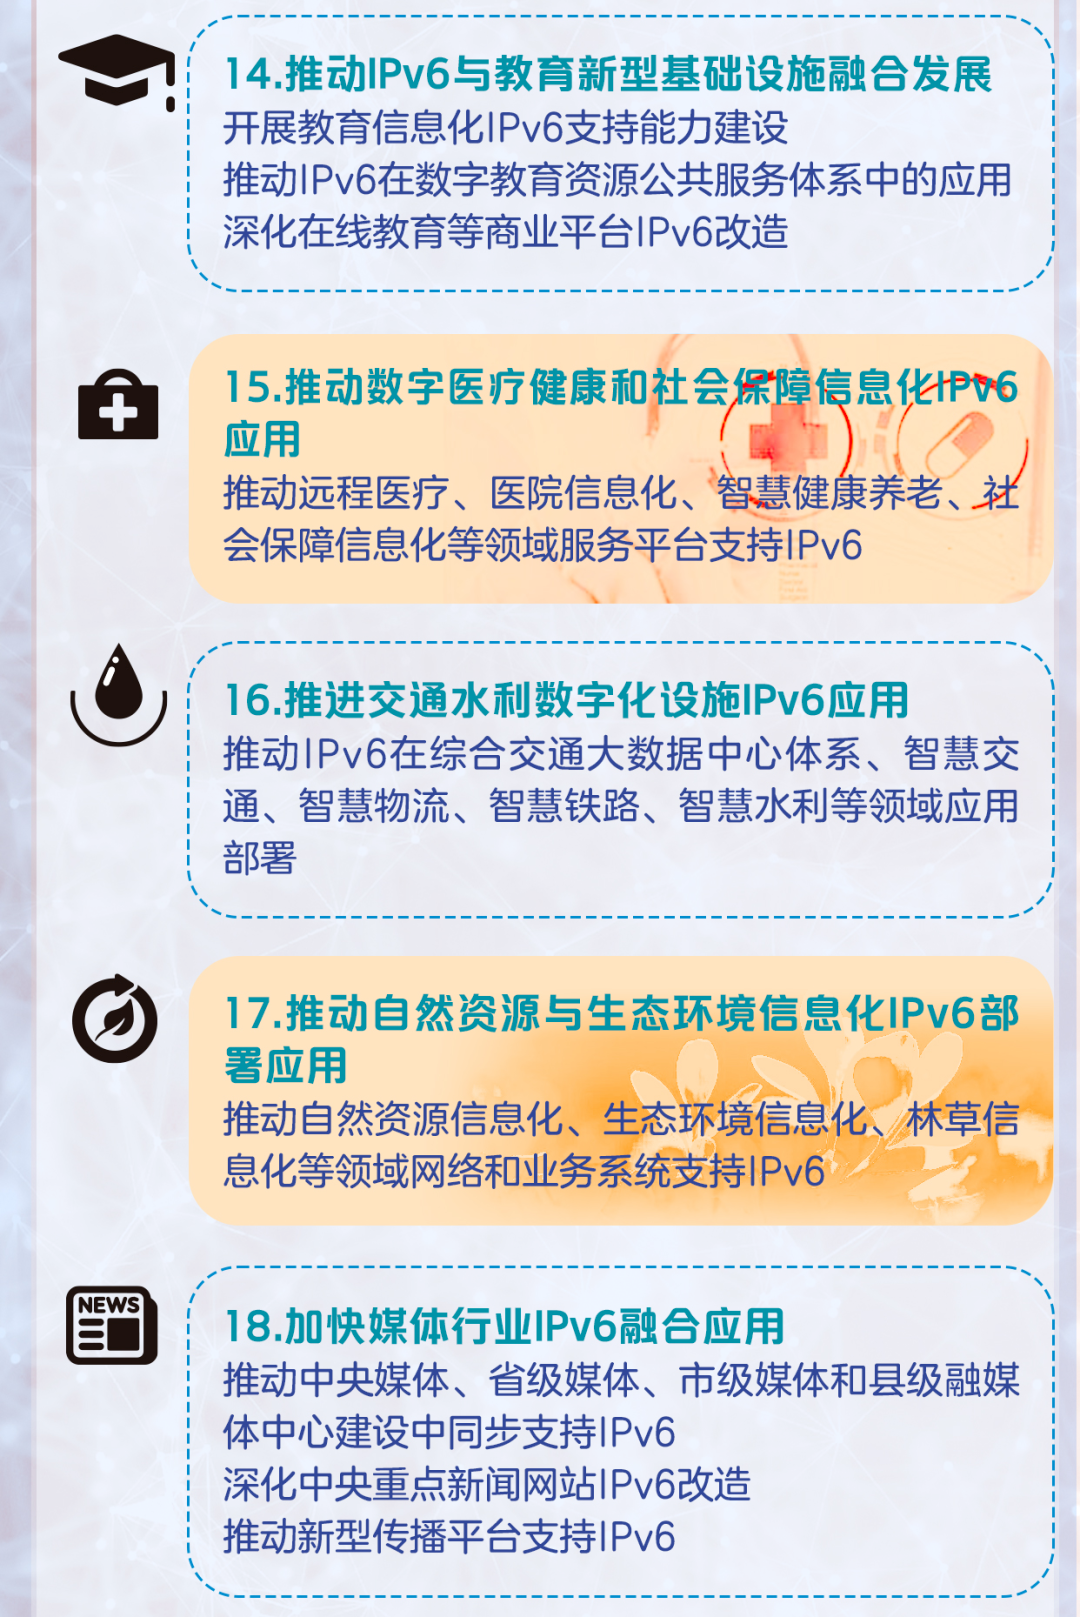 14.推动IPv6与教育新型基础设施融合发展
开展教育信息化IPv6支持能力建设
推动IPv6在数字教育资源公共服务体系中的应用
深化在线教育等商业平台IPv6改造
15.推动数字医疗健康和社会保障信息化IPv6
应用
推动远程医疗、医院信息化、智慧健康养老、社
会保障信息化等领域服务平台支持IPv6
16.推进交通水利数字化设施IPv6应用
推动IPv6在综合交通大数据中心体系、智慧交
通、智慧物流、智慧铁路、智慧水利等领域应用
部署
17.推动自然资源与生态环境信息化IPv6部
署应用
推动自然资源信息化、生态环境信息化、林草信
息化等领域网络和业务系统支持IPv6
NEWS
18.加快媒体行业IPv6融合应用
推动中央媒体、省级媒体、市级媒体和县级融媒
体中心建设中同步支持IPv6
深化中央重点新闻网站IPv6改造
推动新型传播平台支持IPv6